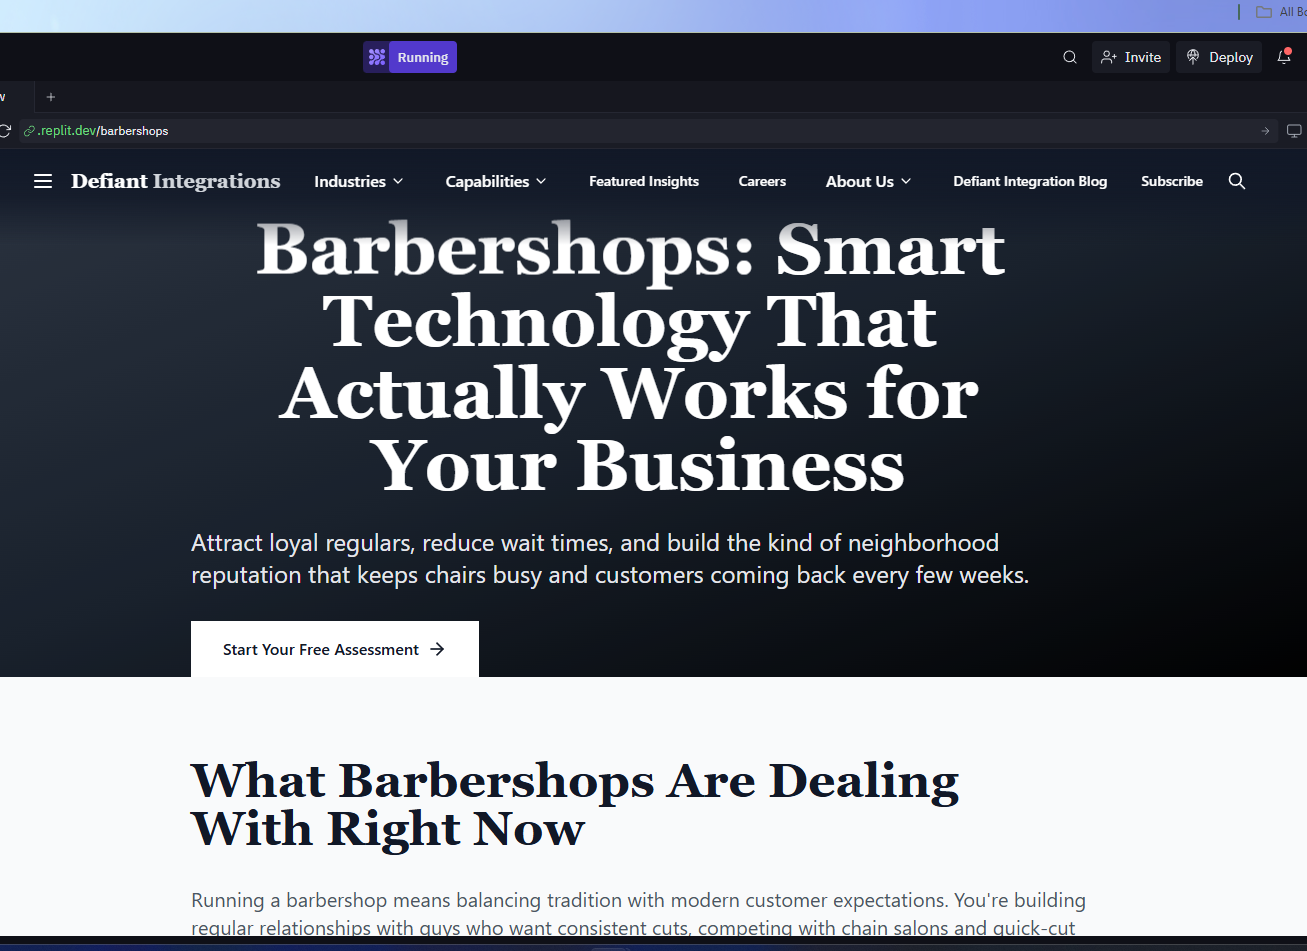 All
Running
Invite
Deploy
.replit.dev/barbershops
Defiant Integrations
Industries
Capabilities
Featured Insights
Careers
About Us
Defiant Integration Blog
Subscribe
Barbershops: Smart
Technology That
Actually Works for
Your Business
Attract loyal regulars, reduce wait times, and build the kind of neighborhood
reputation that keeps chairs busy and customers coming back every few weeks.
Start Your Free Assessment
What Barbershops Are Dealing
With Right Now
Running a barbershop means balancing tradition with modern customer expectations. You're building
regular relationships with guys who want consistent cuts, competing with chain salons and quick-cut